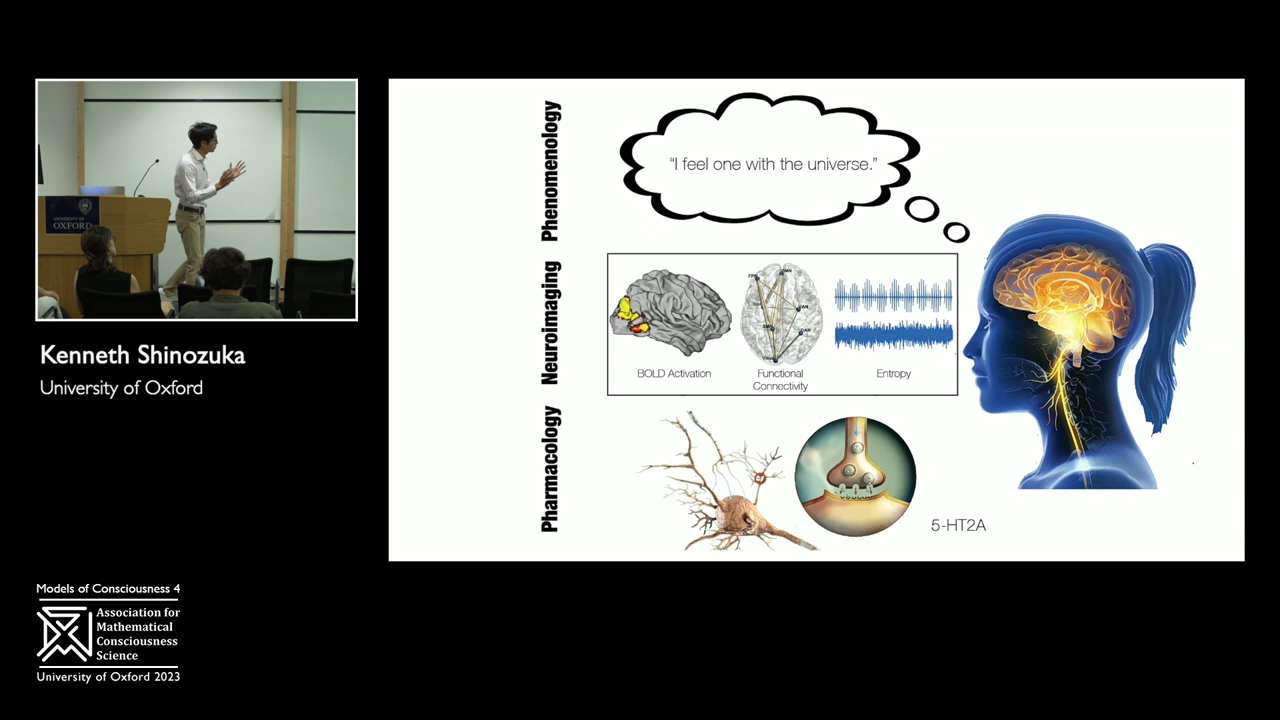 UNIVERSITY OF
OXFORD
Kenneth Shinozuka
University of Oxford
Models of Consciousness 4
Association for
Mathematical
Consciousness
Science
University of Oxford 2023
Phenomenology
"I feel one with the universe."
Neuroimaging
BOLD Activation
Functional
Connectivity
Entropy
Pharmacology
5-HT2A